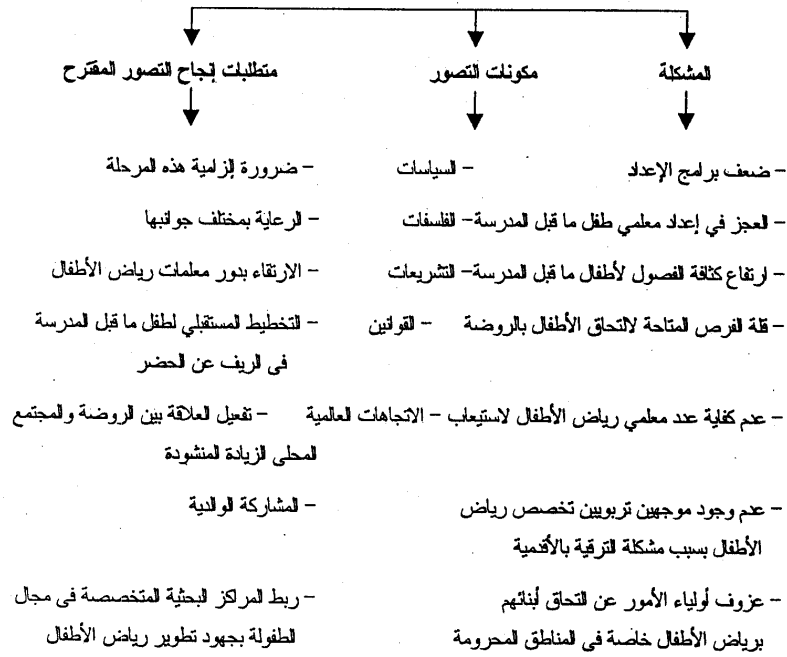 المشكلة مكونات التصور متطلبات إنجاح التصور المقترح
– ضعف برامج الإعداد – السياسات – ضرورة إلزامية هذه المرحلة
– العجز في إعداد معلمي طفل ما قبل المدرسة – الفلسفات – الرعاية بمختلف جوانبها
– ارتفاع كثافة الفصول لأطفال ما قبل المدرسة – التشريعات – الارتقاء بدور معلمات رياض الأطفال
– قلة الفرص المتاحة لالتحاق الأطفال بالروضة – القوانين – التخطيط المستقبلي لطفل ما قبل المدرسة
فى الريف عن الحضر
– عدم كفاية عدد معلمي رياض الأطفال لاستيعاب – الاتجاهات العالمية – تفعيل العلاقة بين الروضة والمجتمع
المحلى الزيادة المنشودة
– عدم وجود موجهين تربويين تخصص رياض – المشاركة الوالدية
الأطفال بسبب مشكلة الترقية بالأقدمية
– عزوف أولياء الأمور عن التحاق أبنائهم – ربط المراكز البحثية المتخصصة فى مجال
برياض الأطفال خاصة فى المناطق المحرومة الطفولة بجهود تطوير رياض الأطفال